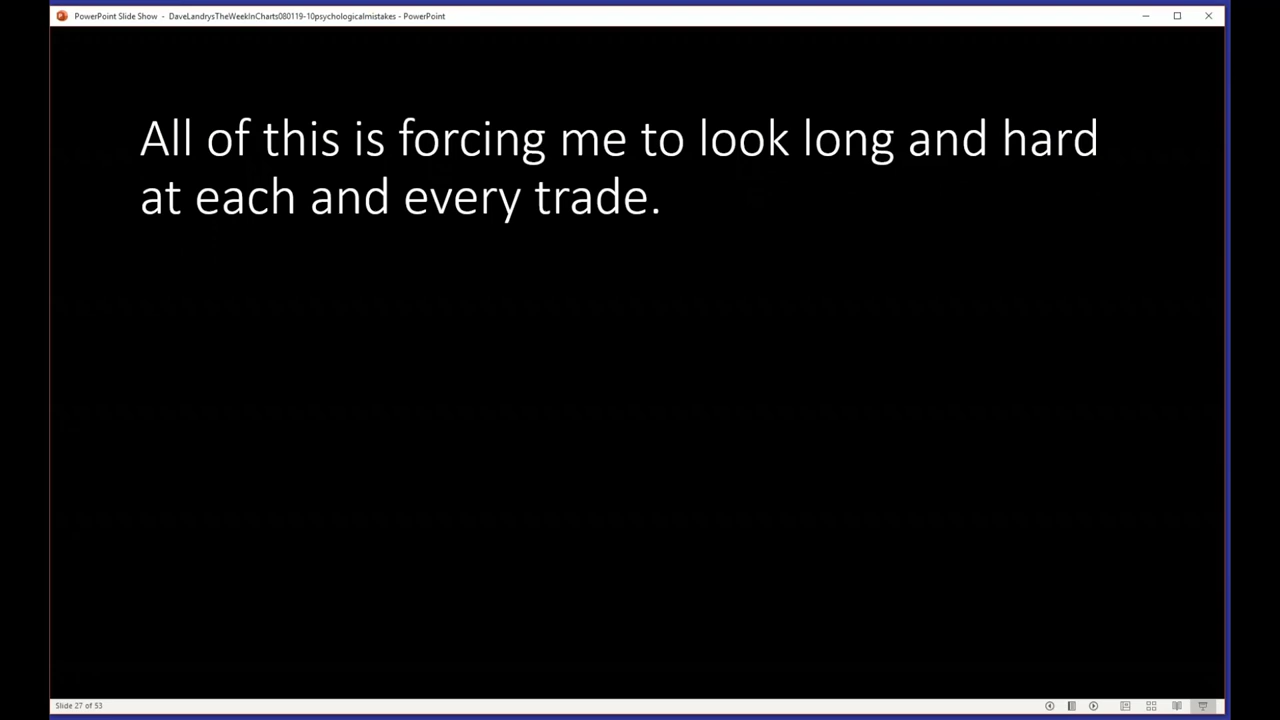 PowerPoint Slide Show - DaveLandrysTheWeekInCharts080119-10psychologicalmistakes - PowerPoint
All of this is forcing me to look long and hard
at each and every trade.
Slide 27 of 53